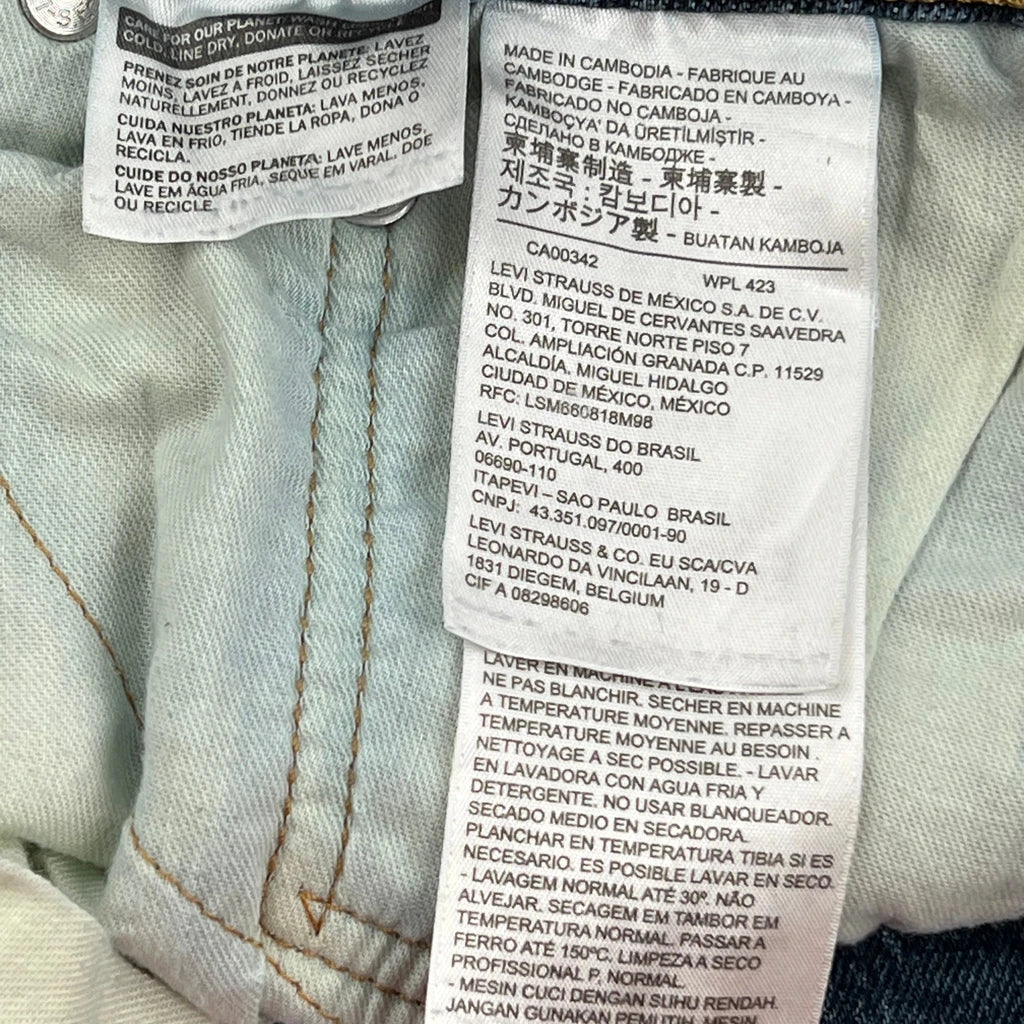 CARE FOR OUR PLANET: WASH
COLD, LINE DRY, DONATE OR
PRENEZ SOIN DE NOTRE PLANETE: LAVEZ
MOINS, LAVEZ A FROID, LAISSEZ SECHER
NATURELLEMENT, DONNEZ OU RECYCLEZ
CUIDA NUESTRO PLANETA: LAVA MENOS,
LAVA EN FRIO, TIENDE LA ROPA, DONA O
RECICLA.
CUIDE DO NOSSO PLANETA: LAVE MENOS,
LAVE EM ÁGUA FRIA, SEQUE EM VARAL, DOE
OU RECICLE.
MADE IN CAMBODIA - FABRIQUE AU
CAMBODGE - FABRICADO EN CAMBOYA -
FABRICADO NO CAMBOJA -
KAMBOÇYA' DA ÜRETİLMİŞTİR -
СДЕЛАНО В КАМБОДЖЕ -
柬埔寨制造 - 柬埔寨製 -
제조국 : 캄보디아 -
カンボジア製 - BUATAN KAMBOJA
CA00342 WPL 423
LEVI STRAUSS DE MÉXICO S.A. DE C.V.
BLVD. MIGUEL DE CERVANTES SAAVEDRA
NO. 301, TORRE NORTE PISO 7
COL. AMPLIACIÓN GRANADA C.P. 11529
ALCALDÍA. MIGUEL HIDALGO
CIUDAD DE MÉXICO, MÉXICO
RFC: LSM660818M98
LEVI STRAUSS DO BRASIL
AV. PORTUGAL, 400
06690-110
ITAPEVI – SAO PAULO BRASIL
CNPJ: 43.351.097/0001-90
LEVI STRAUSS & CO. EU SCA/CVA
LEONARDO DA VINCILAAN, 19 - D
1831 DIEGEM, BELGIUM
CIF A 08298606
LAVER EN MACHINE A
NE PAS BLANCHIR. SECHER EN MACHINE
A TEMPERATURE MOYENNE. REPASSER A
TEMPERATURE MOYENNE AU BESOIN .
NETTOYAGE A SEC POSSIBLE. - LAVAR
EN LAVADORA CON AGUA FRIA Y
DETERGENTE. NO USAR BLANQUEADOR.
SECADO MEDIO EN SECADORA.
PLANCHAR EN TEMPERATURA TIBIA SI ES
NECESARIO. ES POSIBLE LAVAR EN SECO.
- LAVAGEM NORMAL ATÉ 30º. NÃO
ALVEJAR. SECAGEM EM TAMBOR EM
TEMPERATURA NORMAL. PASSAR A
FERRO ATÉ 150ºC. LIMPEZA A SECO
PROFISSIONAL P. NORMAL.
- MESIN CUCI DENGAN SUHU RENDAH.
JANGAN GUNAKAN PEMUTIH. MESIN